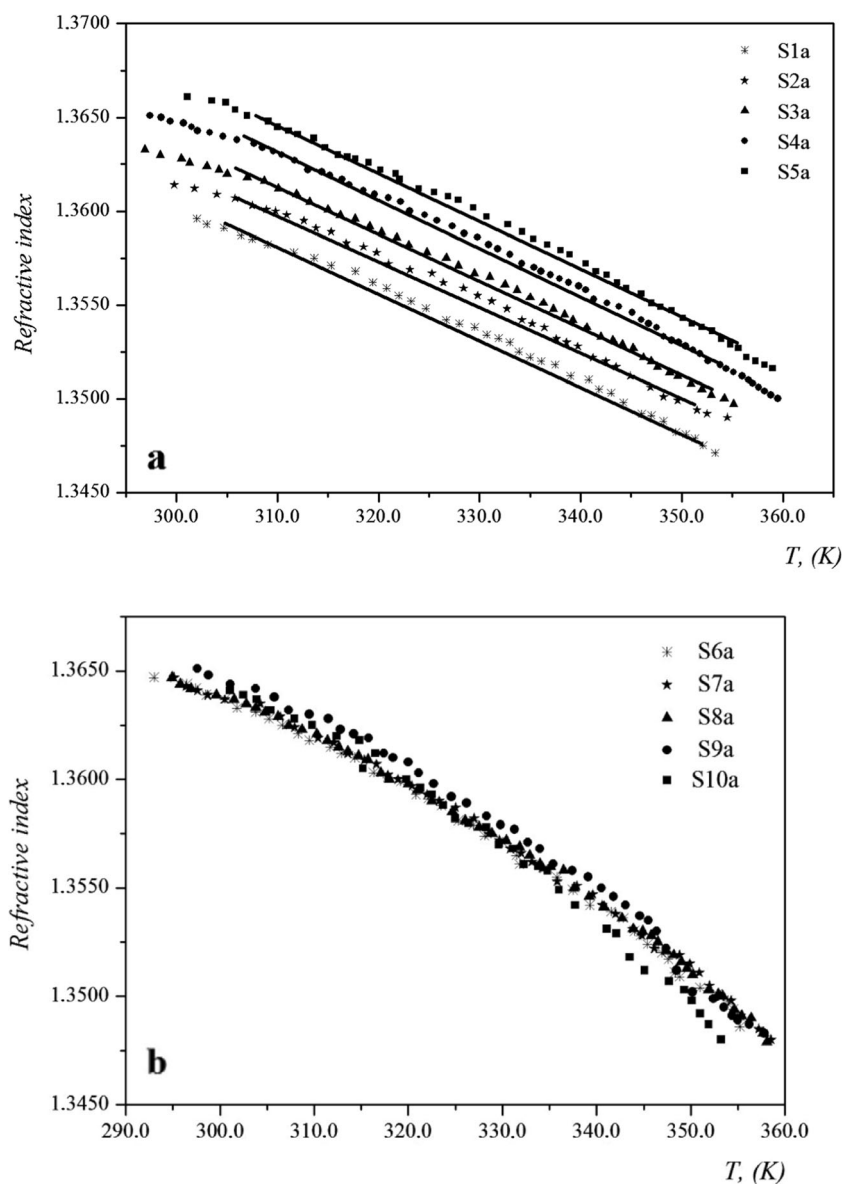 1.3700
1.3650
1.3600
1.3550
1.3500
1.3450
Refractive index
S1a
S2a
S3a
S4a
S5a
a
300.0 310.0 320.0 330.0 340.0 350.0 360.0
T, (K)
1.3650
1.3600
1.3550
1.3500
1.3450
Refractive index
S6a
S7a
S8a
S9a
S10a
b
290.0 300.0 310.0 320.0 330.0 340.0 350.0 360.0
T, (K)